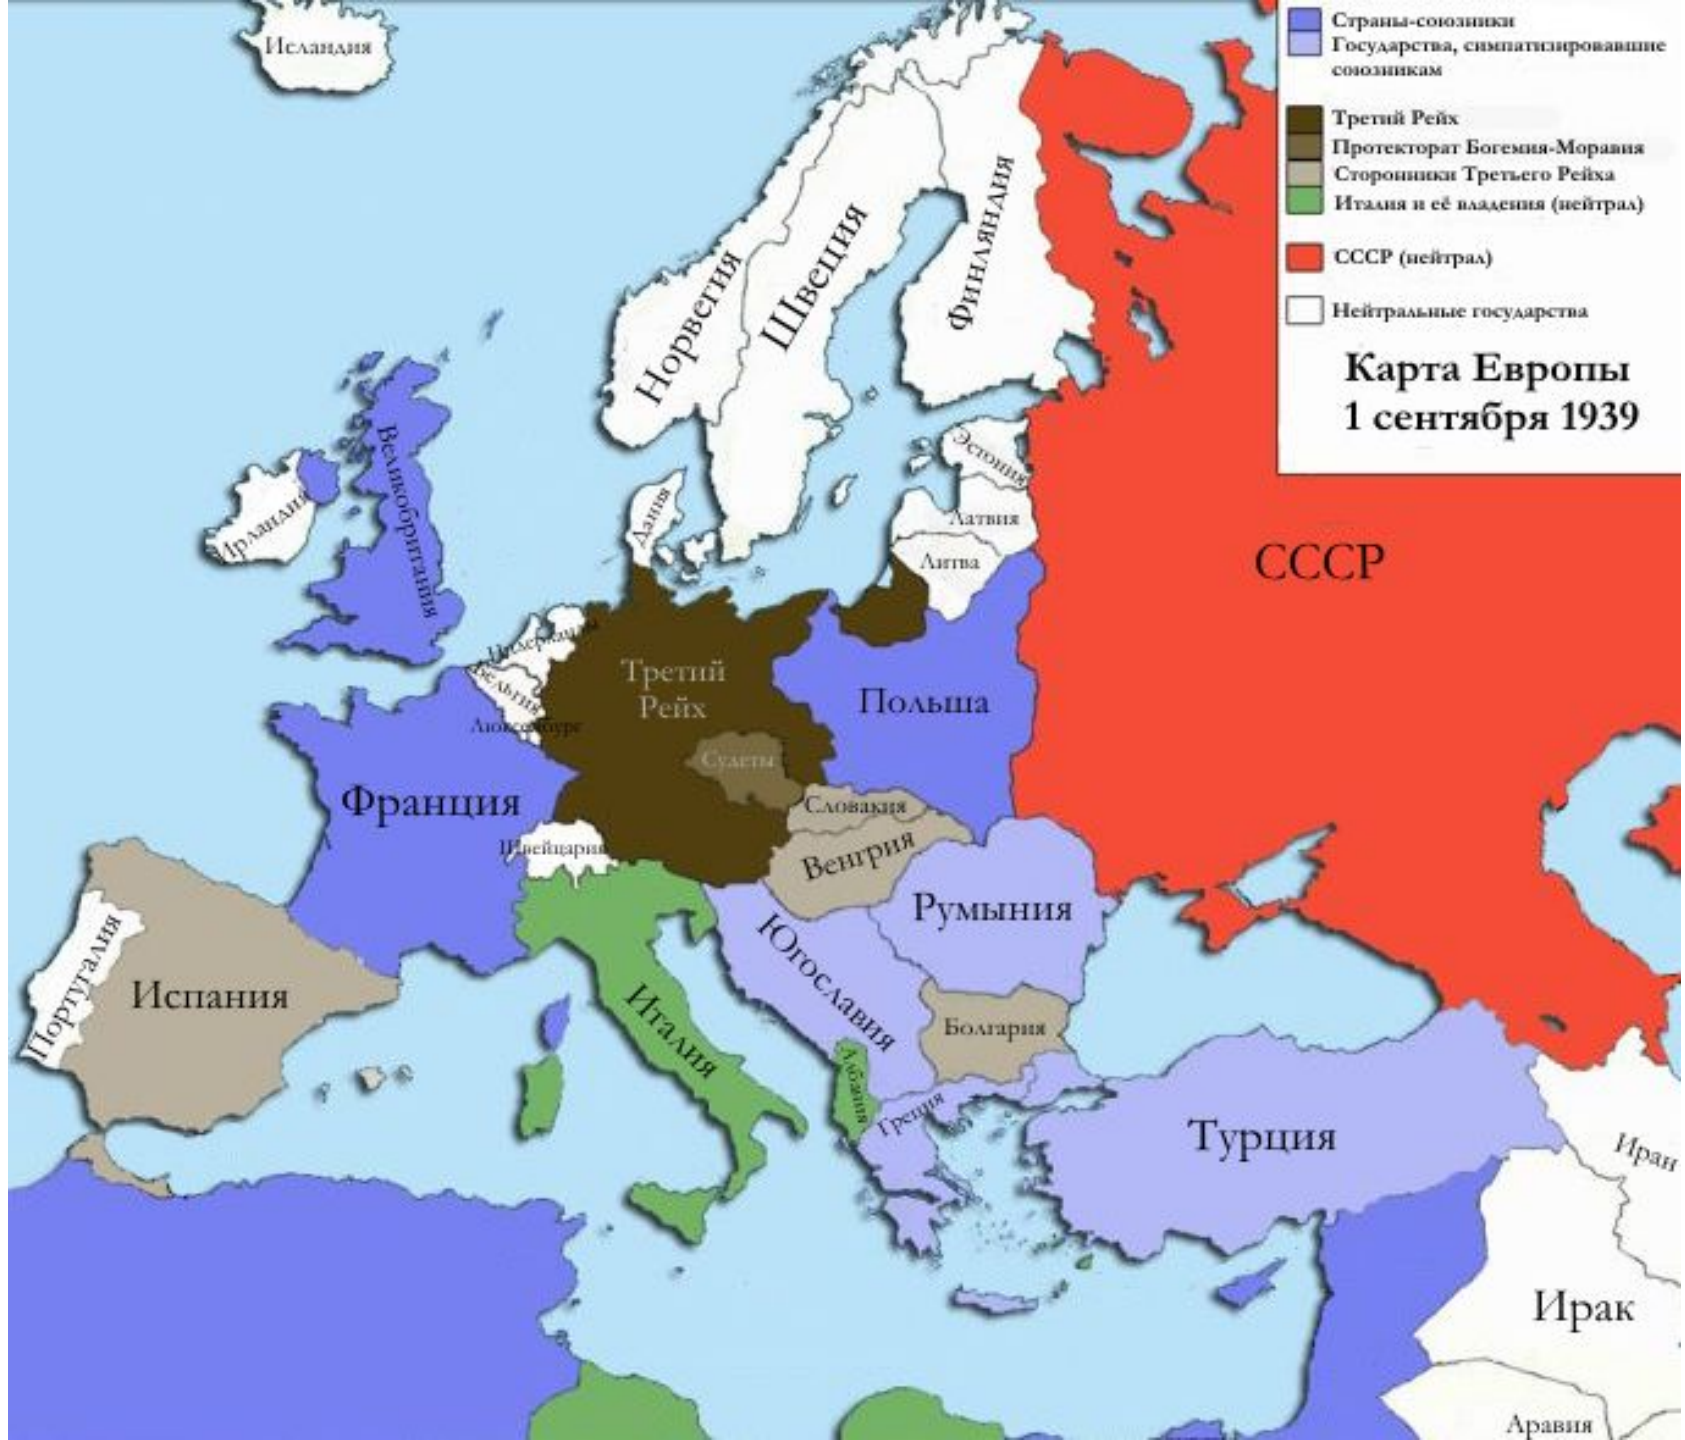 Исландия
Страны-союзники
Государства, симпатизировавшие
союзникам
Третий Рейх
Протекторат Богемия-Моравия
Сторонники Третьего Рейха
Италия и её владения (нейтрал)
СССР (нейтрал)
Нейтральные государства
Карта Европы
1 сентября 1939
Норвегия
Швеция
Финляндия
Эстония
Латвия
Литва
Дания
Ирландия
Великобритания
СССР
Нидерланды
Бельгия
Люксембург
Третий
Рейх
Польша
Судеты
Франция
Словакия
Швейцария
Венгрия
Румыния
Португалия
Испания
Италия
Югославия
Болгария
Албания
Греция
Турция
Иран
Ирак
Аравия